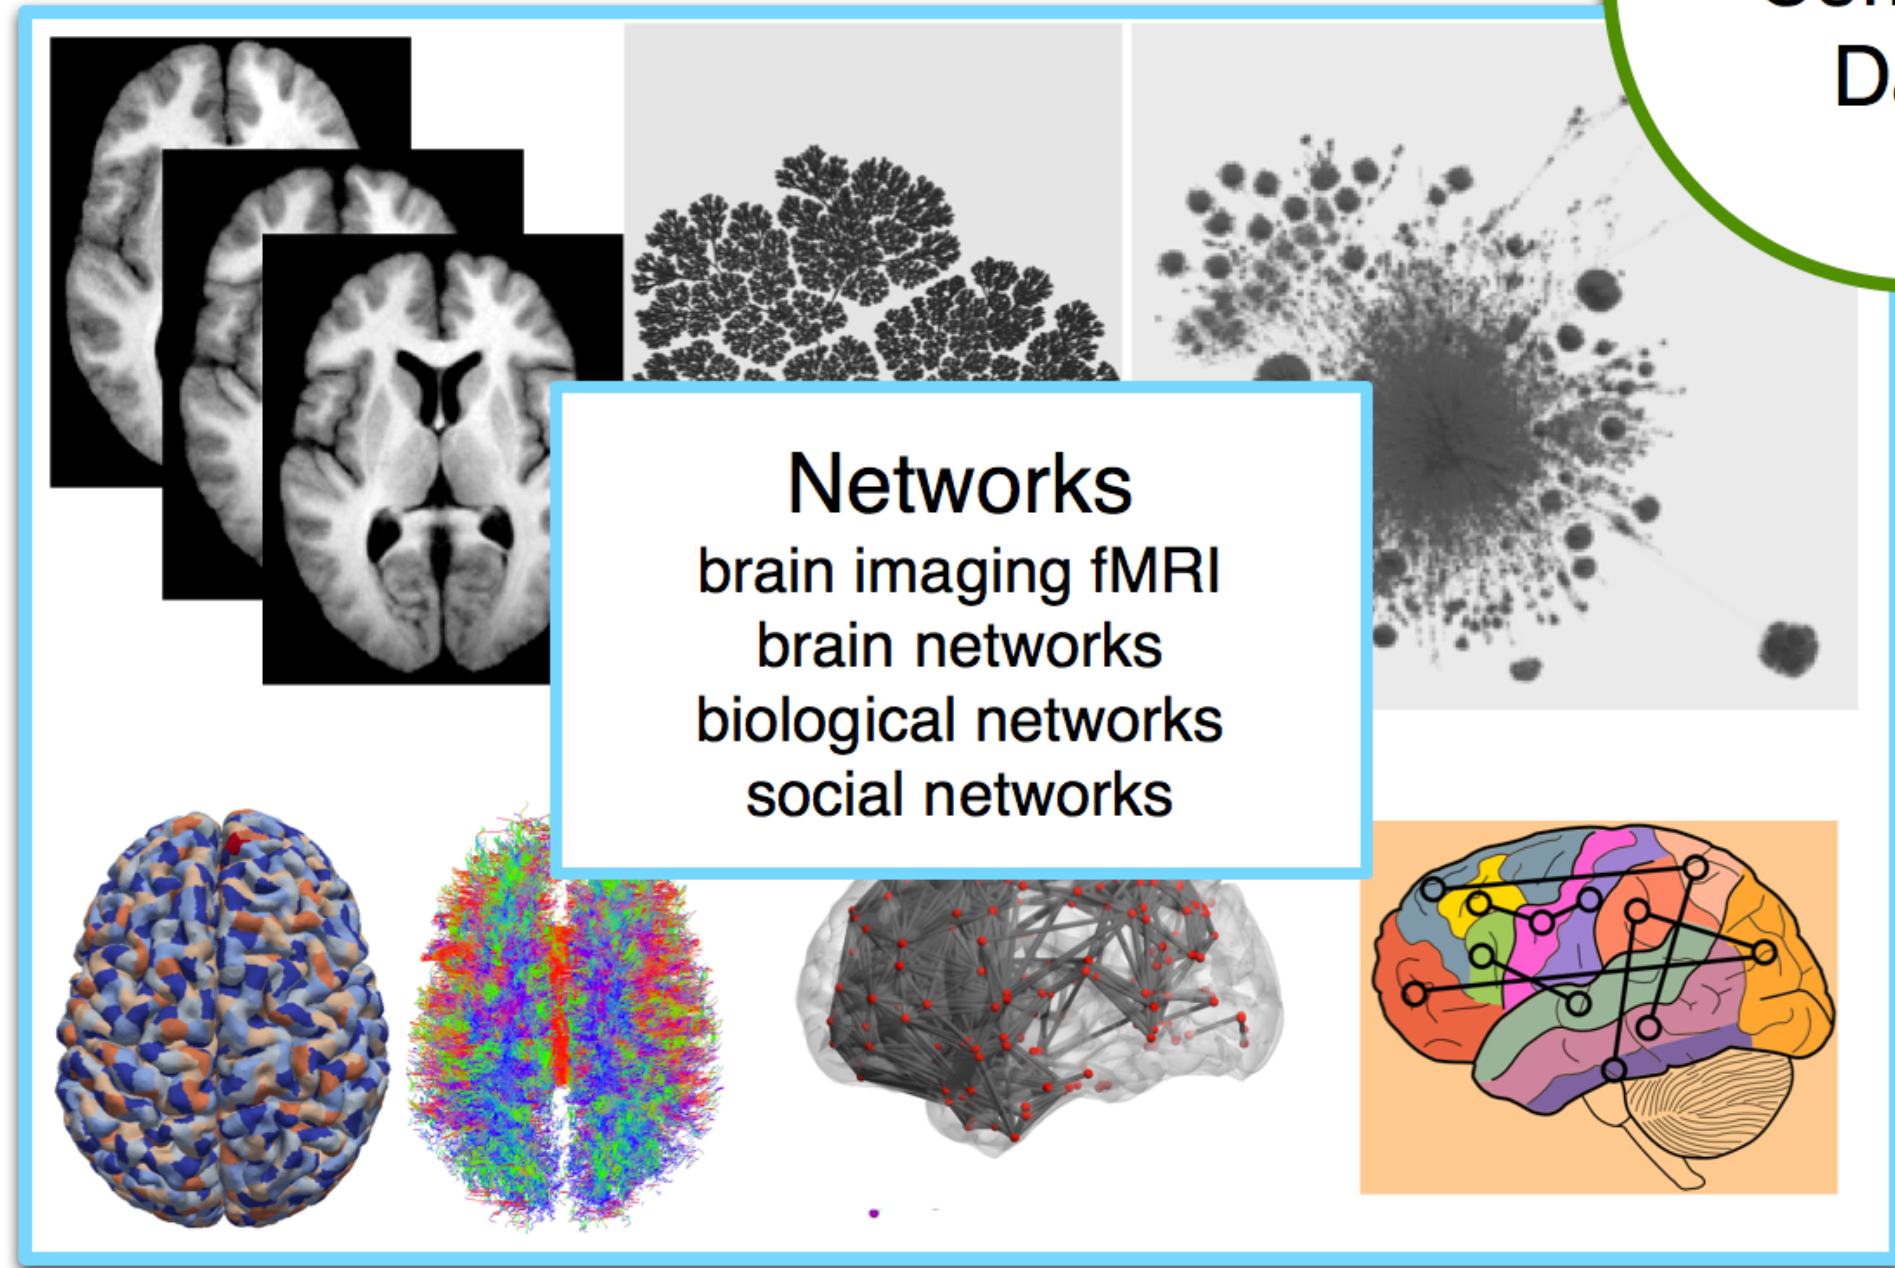 Networks
brain imaging fMRI
brain networks
biological networks
social networks